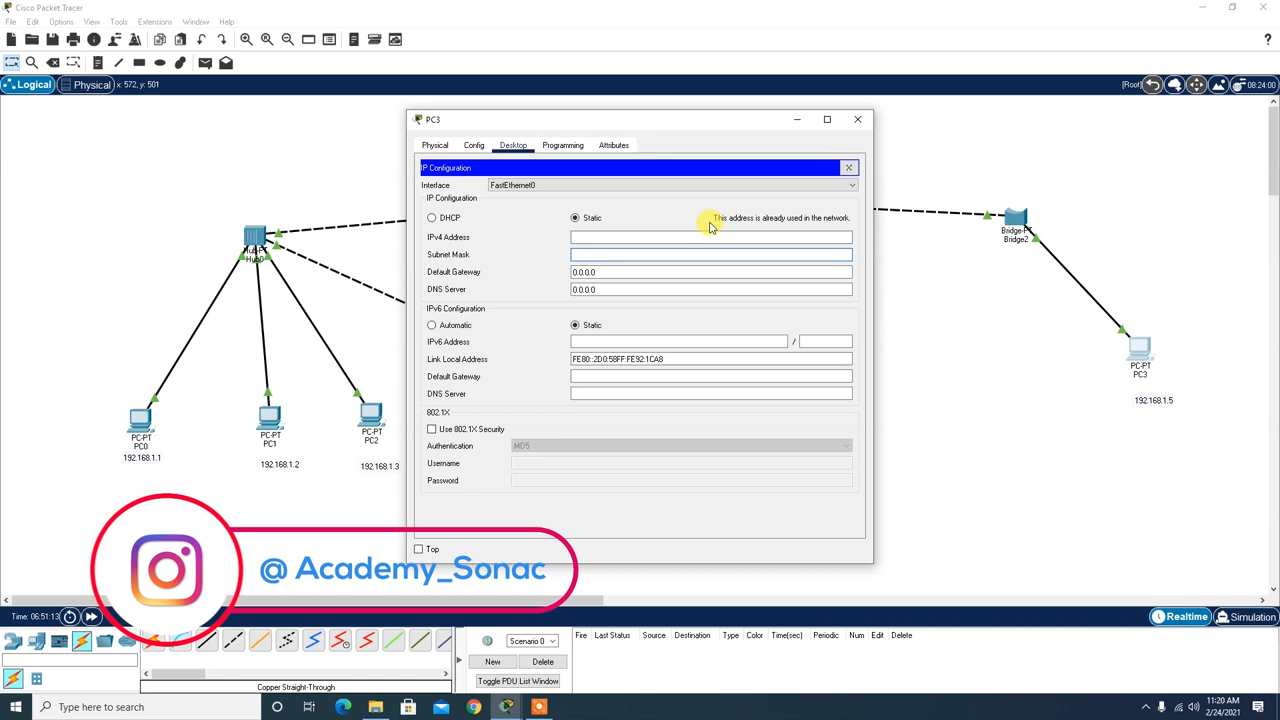 Cisco Packet Tracer
File Edit Options View Tools Extensions Window Help
Logical Physical x: 572, y: 501
[Root] 08:24:00
PC3
Physical Config Desktop Programming Attributes
IP Configuration X
Interface FastEthernet0
IP Configuration
DHCP Static This address is already used in the network.
IPv4 Address
Subnet Mask
Default Gateway 0.0.0.0
DNS Server 0.0.0.0
IPv6 Configuration
Automatic Static
IPv6 Address /
Link Local Address FE80::2D0:58FF:FE92:1CA8
Default Gateway
DNS Server
802.1X
Use 802.1X Security
Authentication MD5
Username
Password
Top
Hub-PT
Hub0
Bridge-PT
Bridge2
PC-PT
PC0
192.168.1.1
PC-PT
PC1
192.168.1.2
PC-PT
PC2
192.168.1.3
PC-PT
PC3
192.168.1.5
@ Academy_Sonac
Time: 06:51:13
Realtime Simulation
Scenario 0
New Delete
Toggle PDU List Window
Fire Last Status Source Destination Type Color Time(sec) Periodic Num Edit Delete
Copper Straight-Through
Type here to search
11:20 AM
2/24/2021